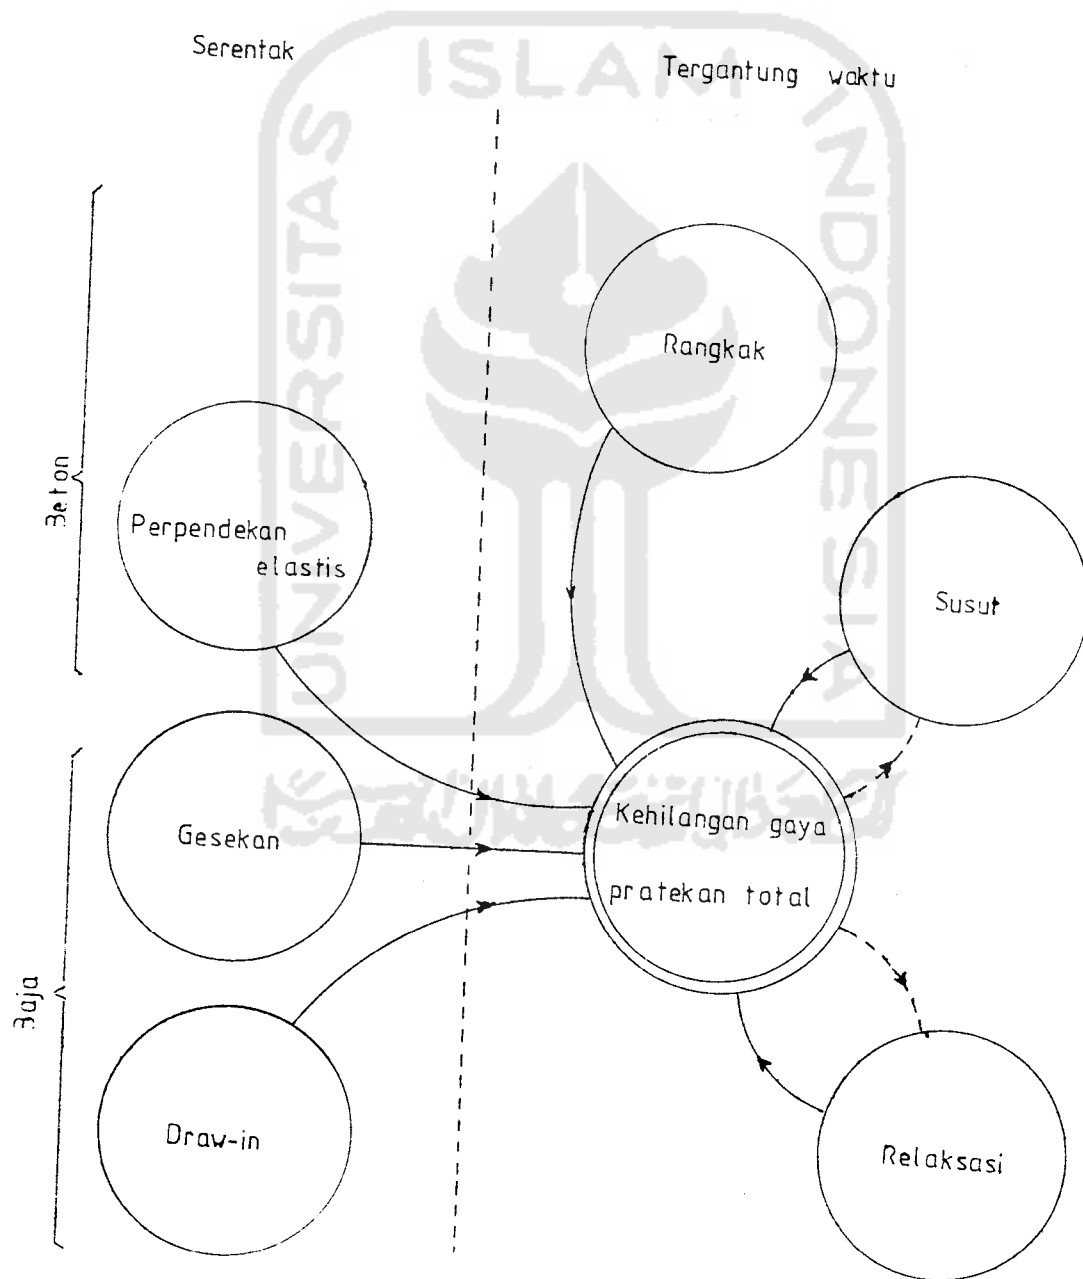 Serentak
Tergantung waktu
ISLAM
UNIVERSITAS
INDONESIA
Rangkak
Beton
Perpendekan
elastis
Susut
Gesekan
Kehilangan gaya
pratekan total
Baja
Draw-in
Relaksasi